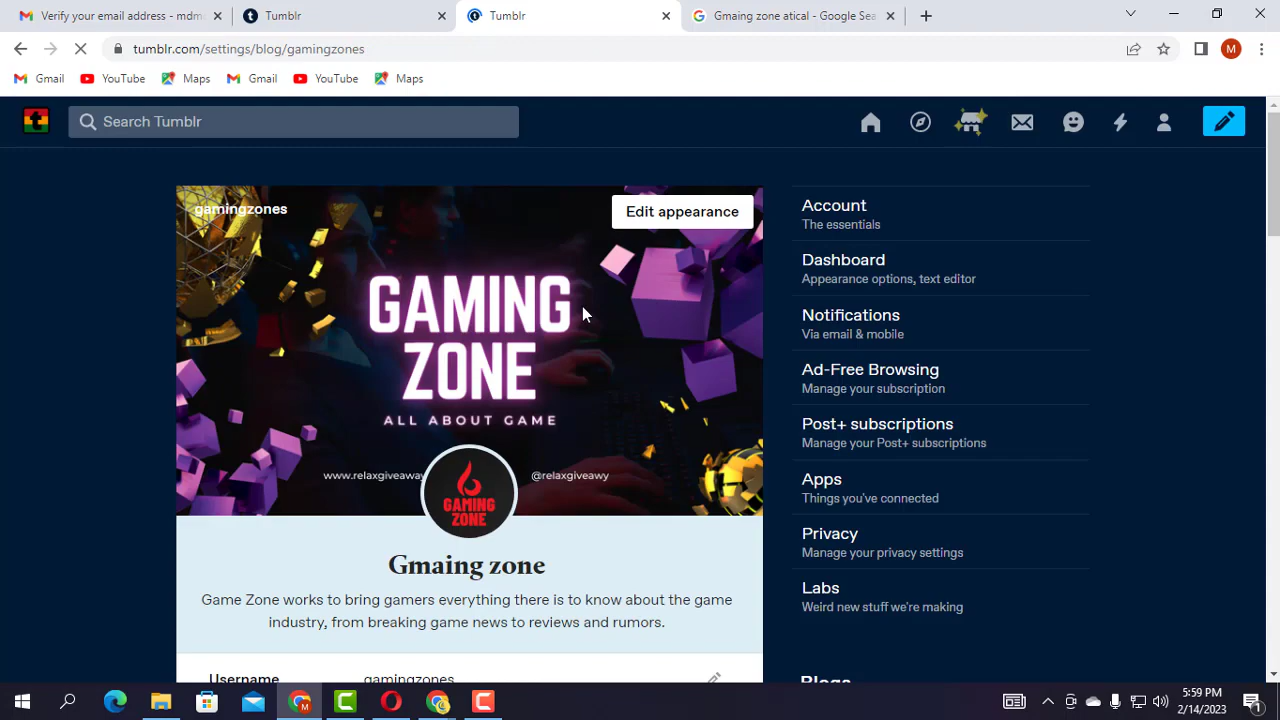 Verify your email address - mdmu
Tumblr
Tumblr
Gmaing zone atical - Google Sea
tumblr.com/settings/blog/gamingzones
M
Gmail
YouTube
Maps
Gmail
YouTube
Maps
t
Search Tumblr
gamingzones
Edit appearance
GAMING
ZONE
ALL ABOUT GAME
www.relaxgiveaway
@relaxgiveawy
GAMING
ZONE
Gmaing zone
Game Zone works to bring gamers everything there is to know about the game
industry, from breaking game news to reviews and rumors.
Username
gamingzones
Account
The essentials
Dashboard
Appearance options, text editor
Notifications
Via email & mobile
Ad-Free Browsing
Manage your subscription
Post+ subscriptions
Manage your Post+ subscriptions
Apps
Things you've connected
Privacy
Manage your privacy settings
Labs
Weird new stuff we're making
Blogs
5:59 PM
2/14/2023
1